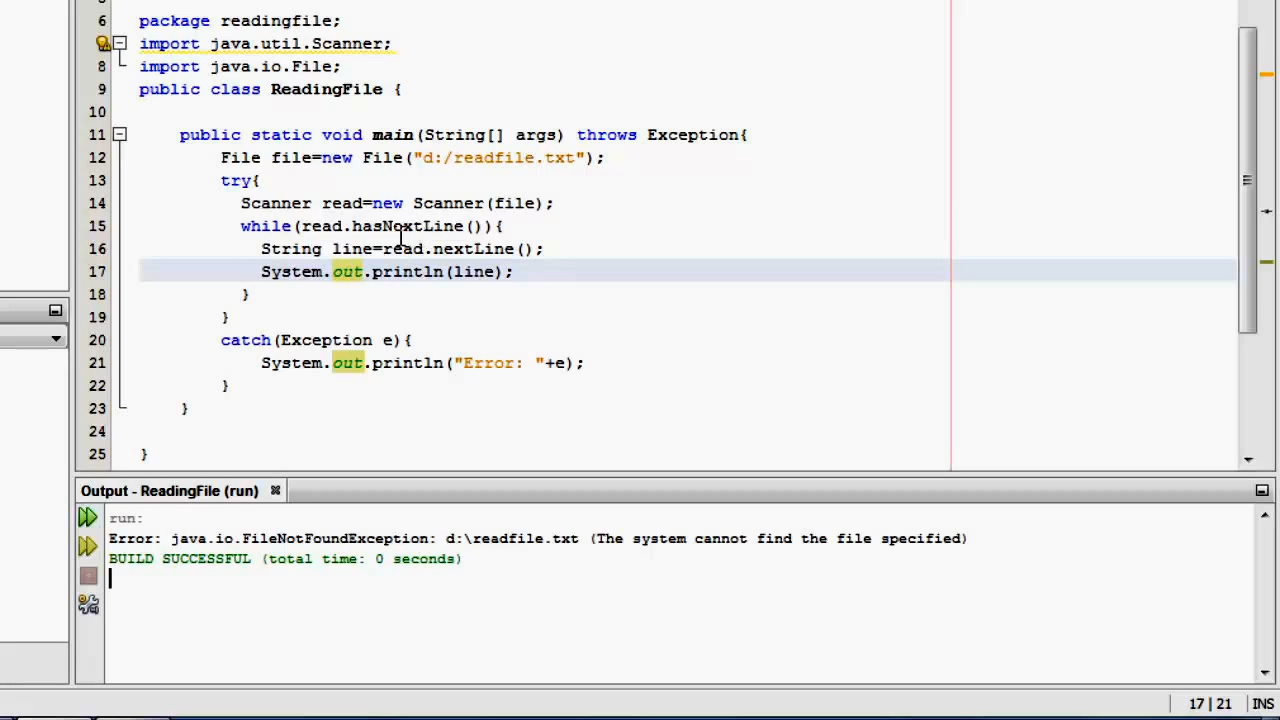 6 package readingfile;
import java.util.Scanner;
8 import java.io.File;
9 public class ReadingFile {
10
11 public static void main(String[] args) throws Exception{
12 File file=new File("d:/readfile.txt");
13 try{
14 Scanner read=new Scanner(file);
15 while(read.hasNextLine()){
16 String line=read.nextLine();
17 System.out.println(line);
18 }
19 }
20 catch(Exception e){
21 System.out.println("Error: "+e);
22 }
23 }
24
25 }
Output - ReadingFile (run)
run:
Error: java.io.FileNotFoundException: d:\readfile.txt (The system cannot find the file specified)
BUILD SUCCESSFUL (total time: 0 seconds)
17 | 21 INS